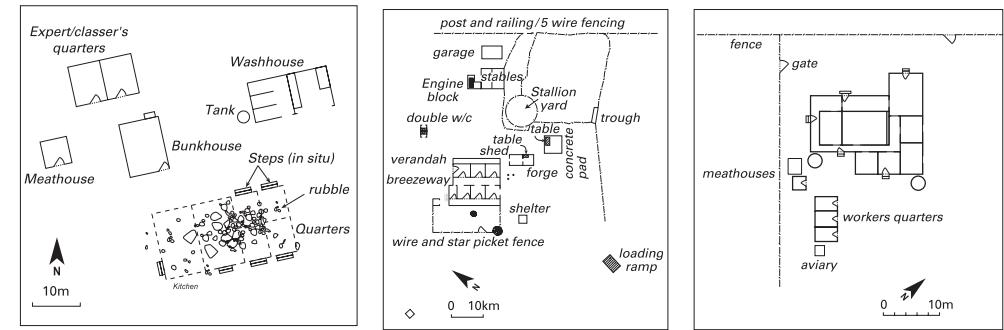 Expert/classer's
quarters
Washhouse
Tank
Bunkhouse
Meathouse
Steps (in situ)
rubble
Quarters
Kitchen
N
10m
post and railing/5 wire fencing
garage
stables
Engine
block
Stallion
yard
double w/c
trough
table
table
shed
concrete
pad
forge
verandah
breezeway
shelter
wire and star picket fence
loading
ramp
N
0 10km
fence
gate
meathouses
workers quarters
aviary
N
0 10m